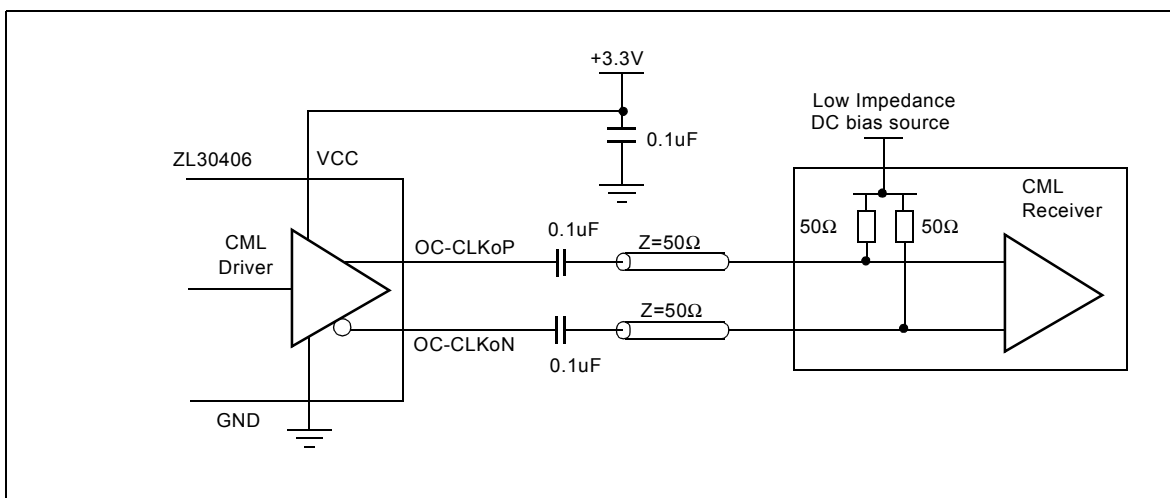 +3.3V
0.1uF
Low Impedance
DC bias source
ZL30406
VCC
CML
Driver
OC-CLKoP
0.1uF
Z=50Ω
50Ω
50Ω
CML
Receiver
OC-CLKoN
0.1uF
Z=50Ω
GND